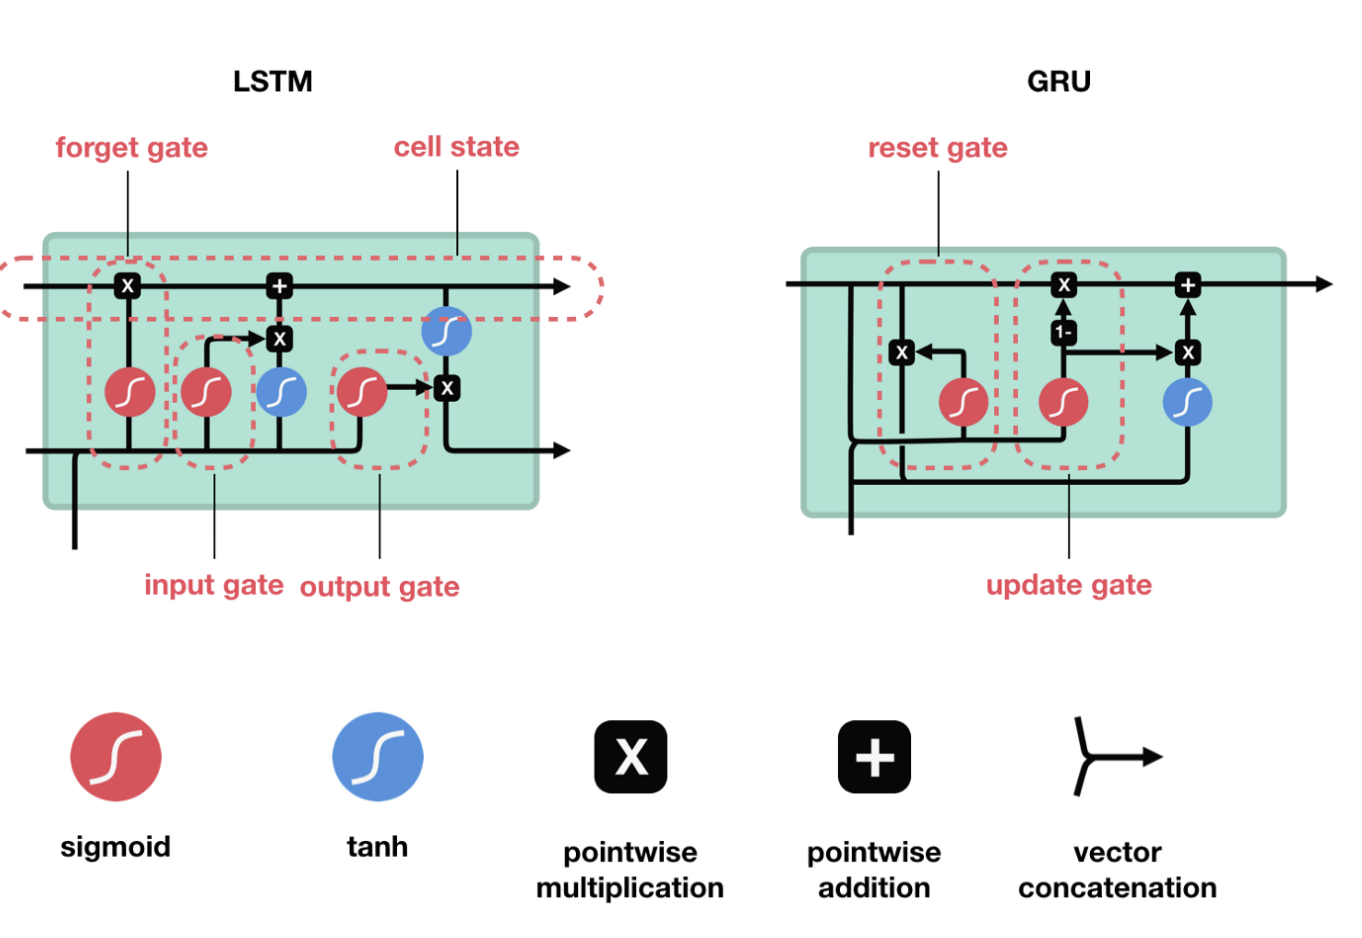 LSTM
GRU
forget gate
cell state
reset gate
X
+
X
X
X
+
1-
X
X
input gate
output gate
update gate
X
+
sigmoid
tanh
pointwise
multiplication
pointwise
addition
vector
concatenation